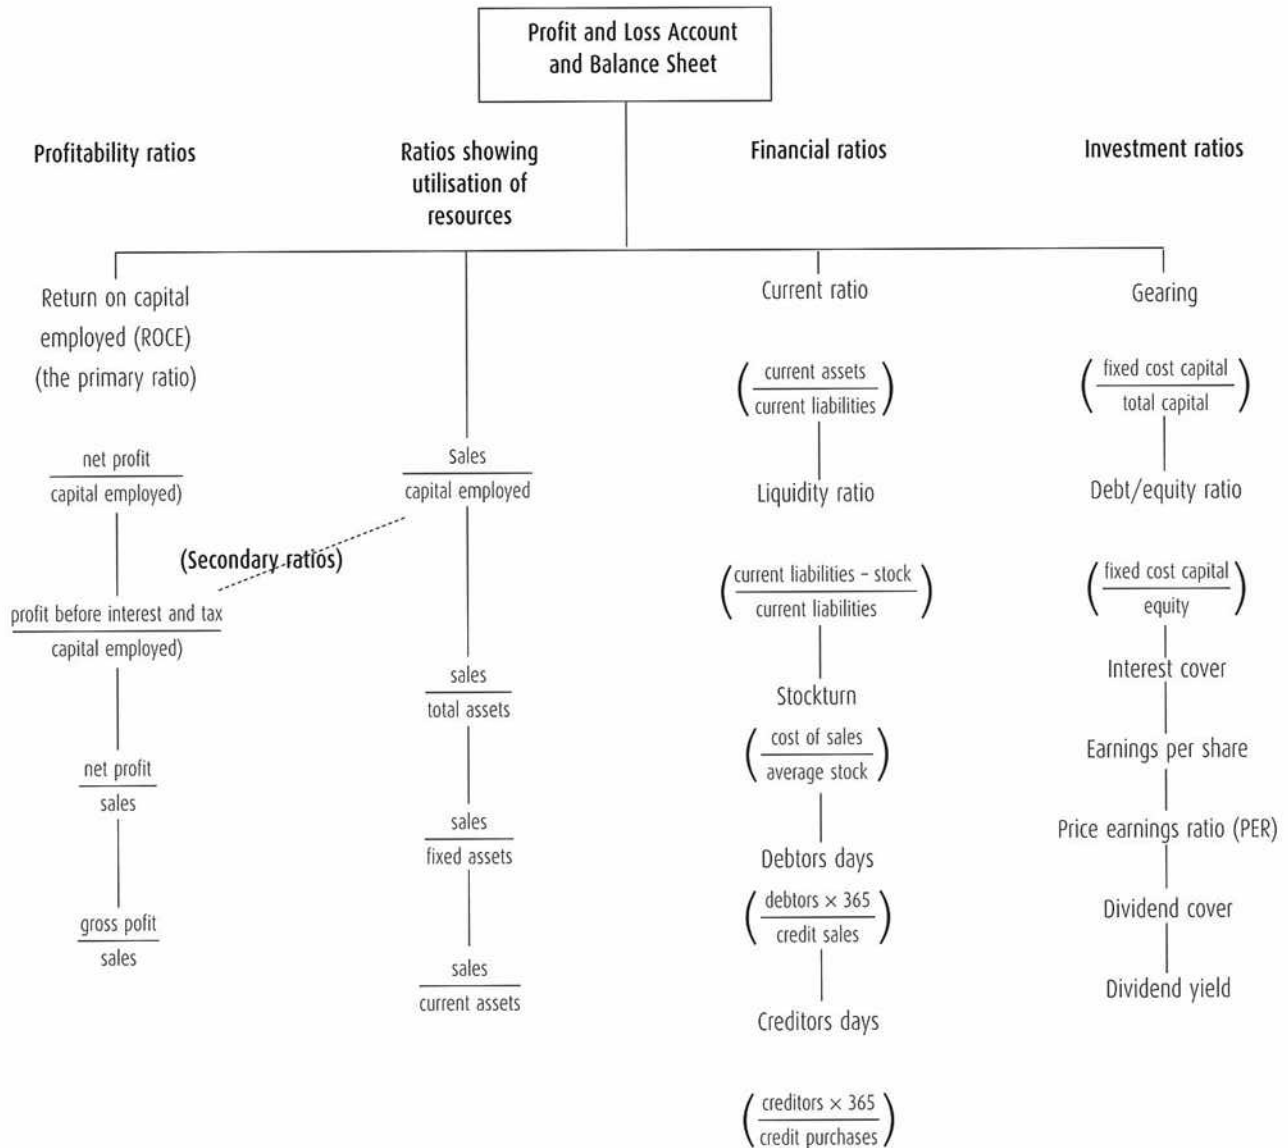 Profit and Loss Account
and Balance Sheet
Profitability ratios
Return on capital
employed (ROCE)
(the primary ratio)
net profit
capital employed)
(Secondary ratios)
profit before interest and tax
capital employed)
net profit
sales
gross pofit
sales
Ratios showing
utilisation of
resources
Sales
capital employed
sales
total assets
sales
fixed assets
sales
current assets
Financial ratios
Current ratio
(current assets
current liabilities)
Liquidity ratio
(current liabilities – stock
current liabilities)
Stockturn
(cost of sales
average stock)
Debtors days
(debtors × 365
credit sales)
Creditors days
(creditors × 365
credit purchases)
Investment ratios
Gearing
(fixed cost capital
total capital)
Debt/equity ratio
(fixed cost capital
equity)
Interest cover
Earnings per share
Price earnings ratio (PER)
Dividend cover
Dividend yield